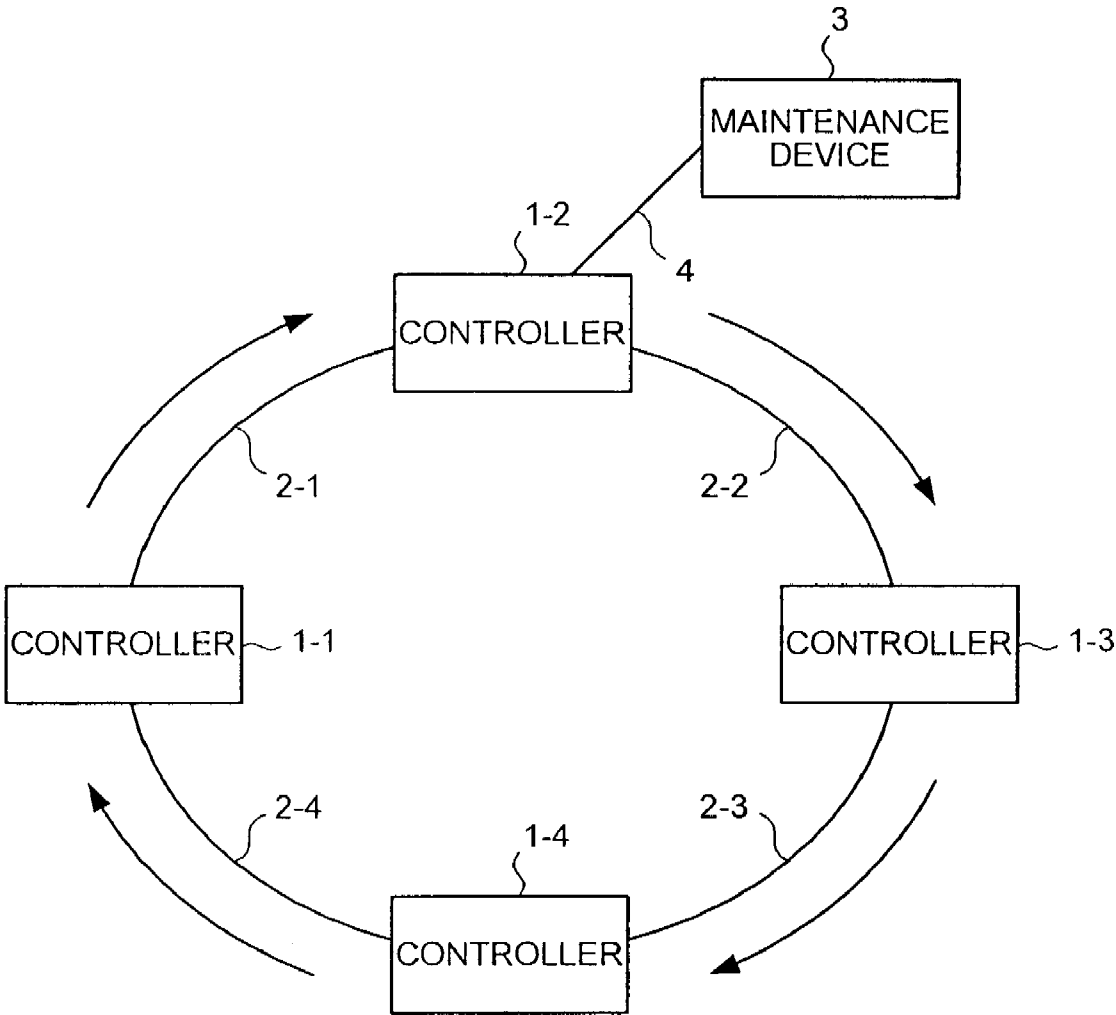 3
MAINTENANCE
DEVICE
1-2
4
CONTROLLER
2-1
2-2
CONTROLLER
1-1
CONTROLLER
1-3
2-4
2-3
1-4
CONTROLLER